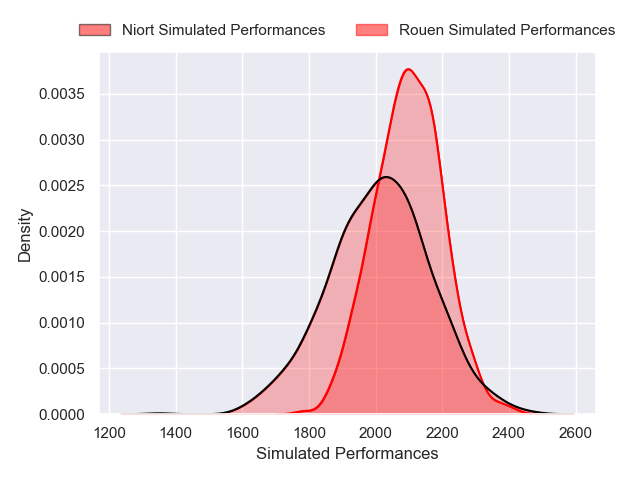 Niort Simulated Performances Rouen Simulated Performances
0.0035
0.0030
0.0025
0.0020
0.0015
0.0010
0.0005
0.0000
Density
1200 1400 1600 1800 2000 2200 2400 2600
Simulated Performances